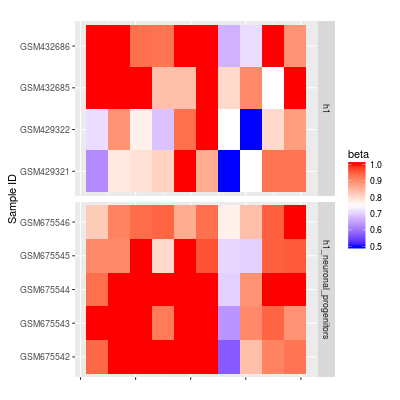 GSM432686
GSM432685
GSM429322
GSM429321
h1
GSM675546
GSM675545
GSM675544
GSM675543
GSM675542
h1_neuronal_progenitors
Sample ID
beta
1.0
0.9
0.8
0.7
0.6
0.5